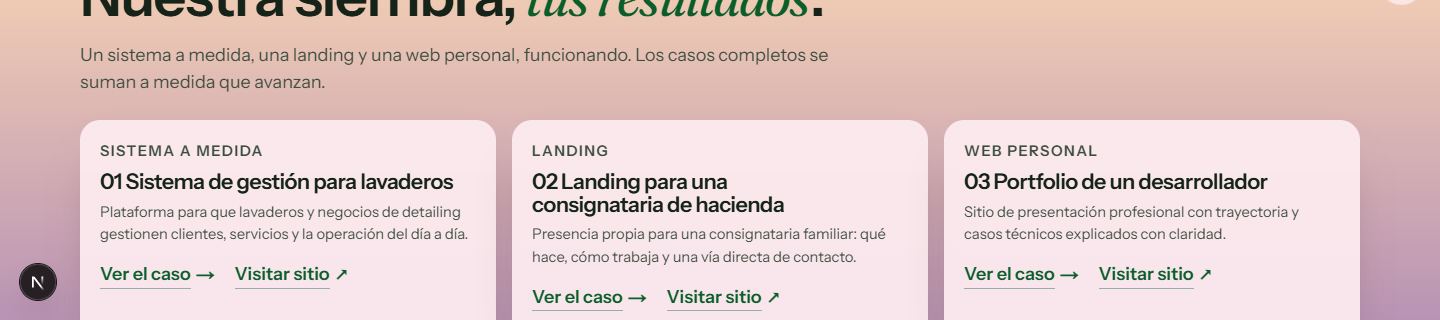 Nuestra siembra, tus resultados.
Un sistema a medida, una landing y una web personal, funcionando. Los casos completos se
suman a medida que avanzan.
SISTEMA A MEDIDA
01 Sistema de gestión para lavaderos
Plataforma para que lavaderos y negocios de detailing
gestionen clientes, servicios y la operación del día a día.
Ver el caso → Visitar sitio ↗
LANDING
02 Landing para una
consignataria de hacienda
Presencia propia para una consignataria familiar: qué
hace, cómo trabaja y una vía directa de contacto.
Ver el caso → Visitar sitio ↗
WEB PERSONAL
03 Portfolio de un desarrollador
Sitio de presentación profesional con trayectoria y
casos técnicos explicados con claridad.
Ver el caso → Visitar sitio ↗
N